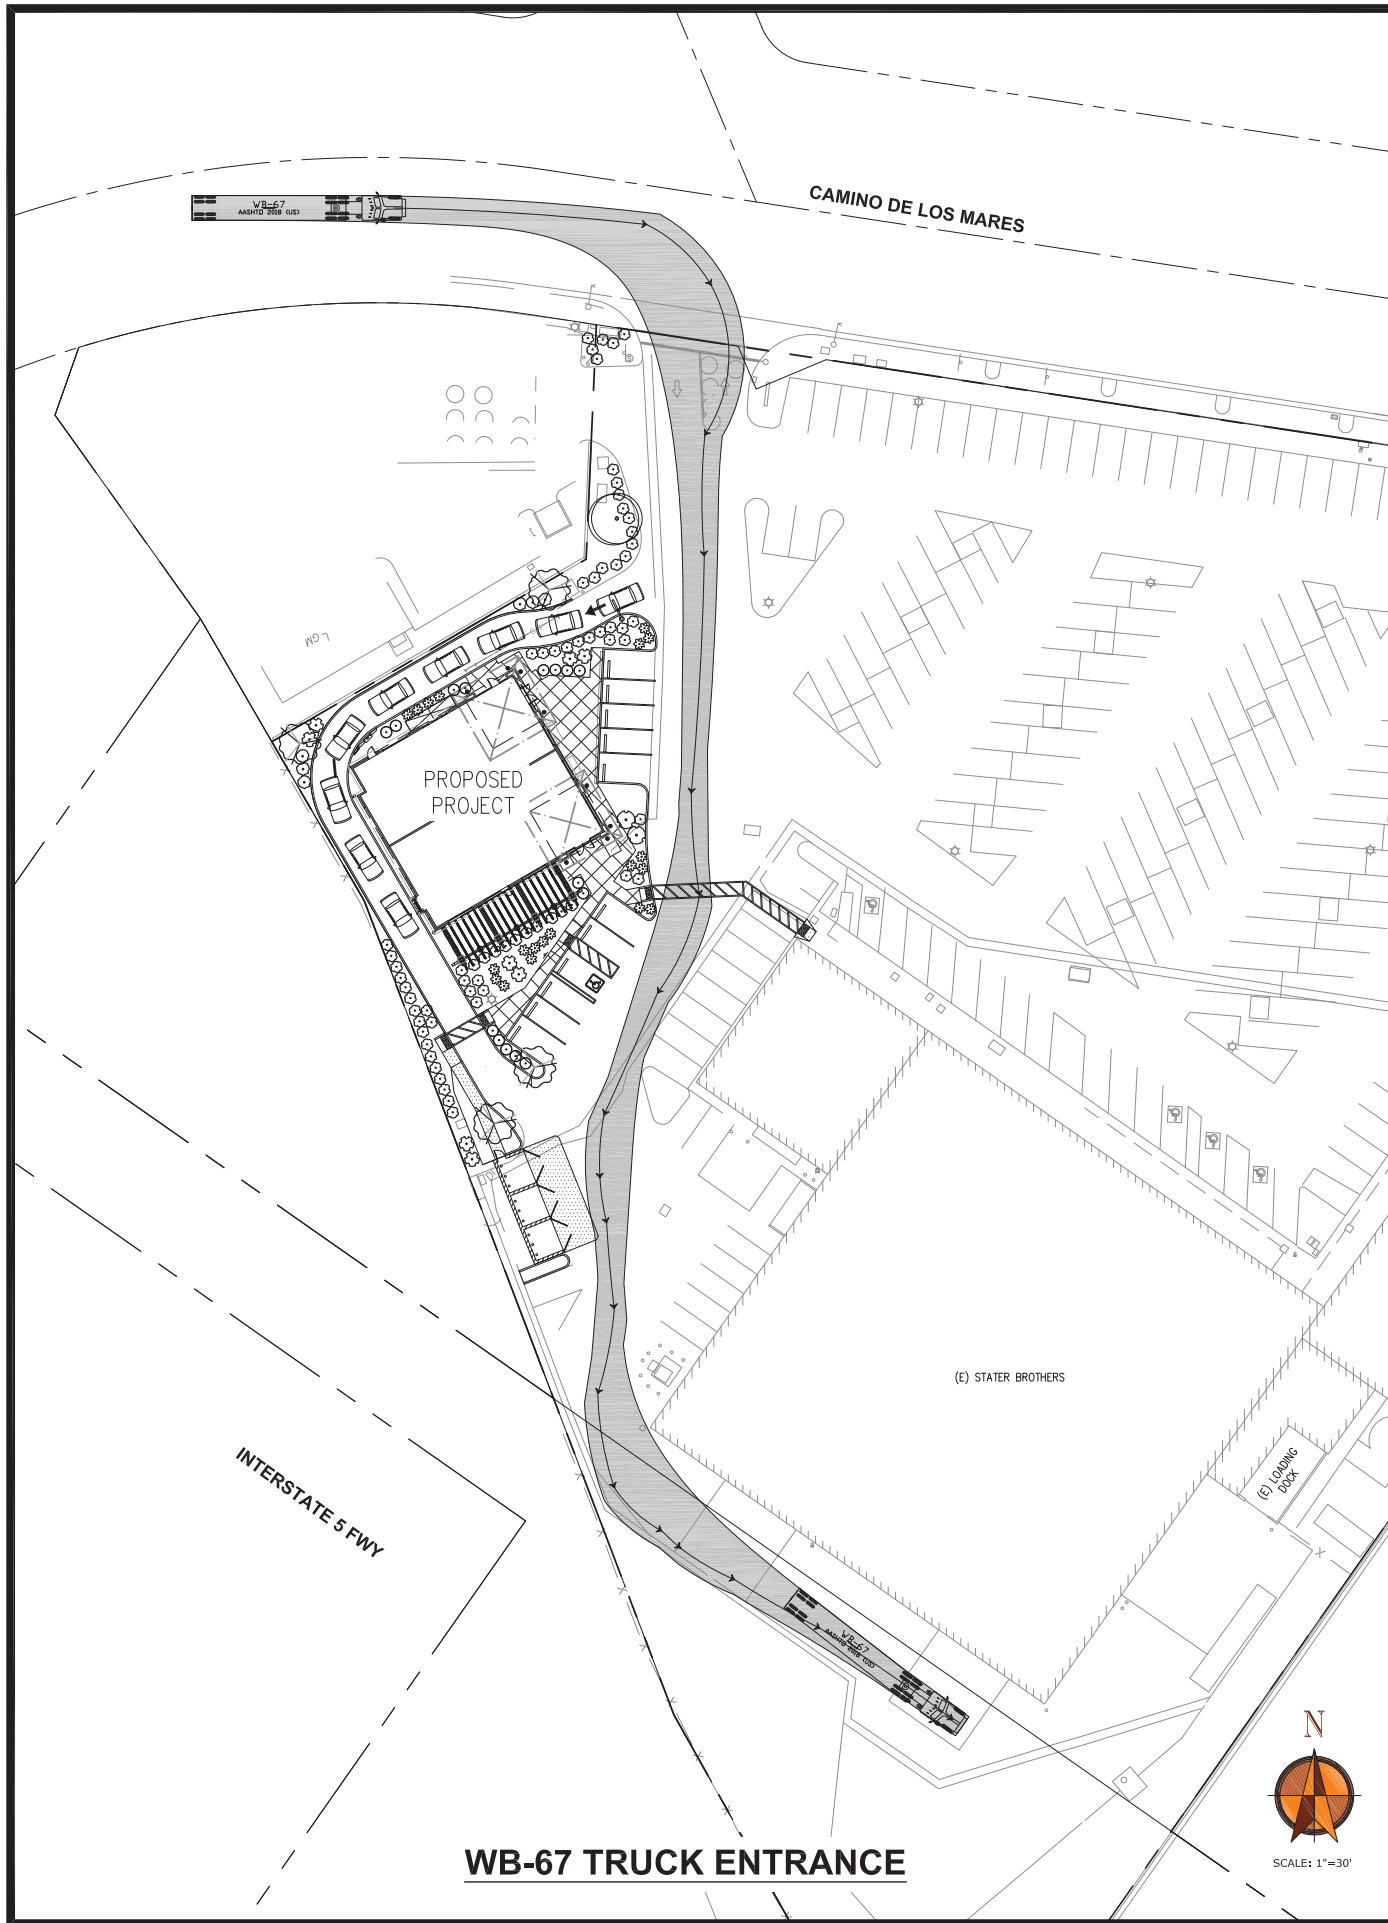 WB-67
AASHTO 2018 (US)
CAMINO DE LOS MARES
PROPOSED
PROJECT
(E) STATER BROTHERS
(E) LOADING
DOCK
INTERSTATE 5 FWY
WB-67
AASHTO 2018 (US)
N
WB-67 TRUCK ENTRANCE
SCALE: 1"=30'